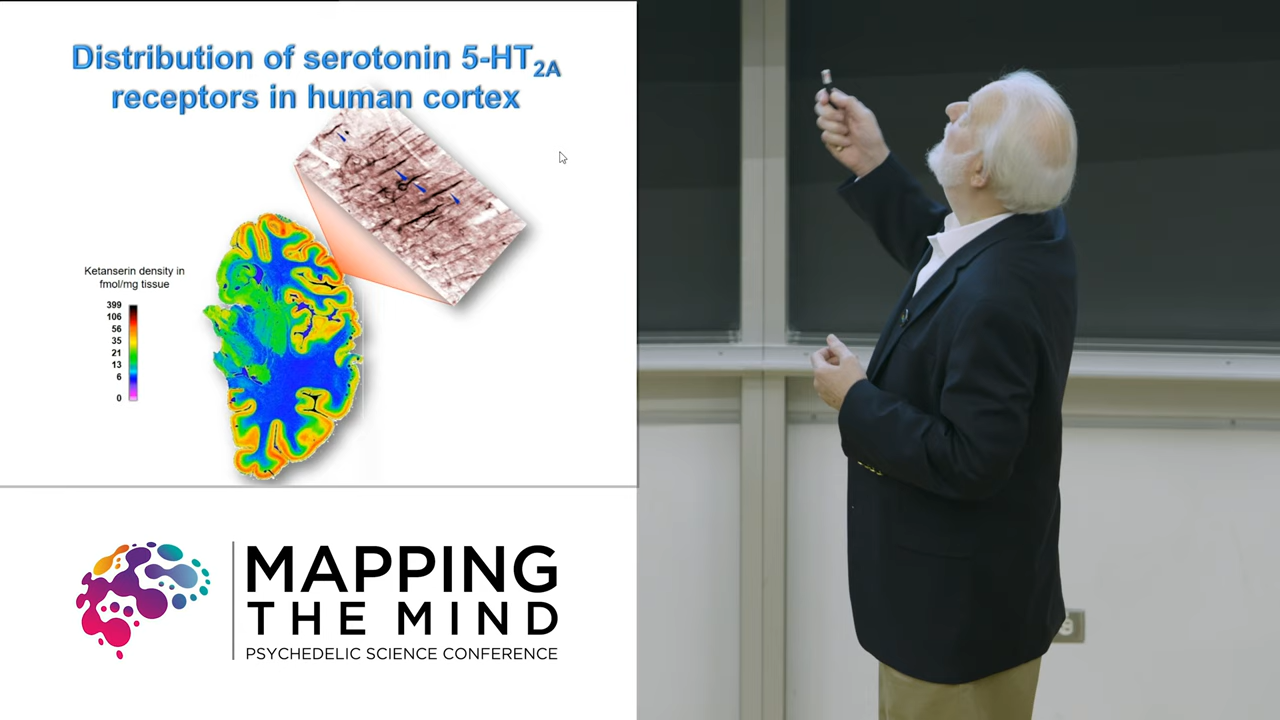 Distribution of serotonin 5-HT2A
receptors in human cortex
Ketanserin density in
fmol/mg tissue
399
106
56
35
21
13
6
0
MAPPING
THE MIND
PSYCHEDELIC SCIENCE CONFERENCE